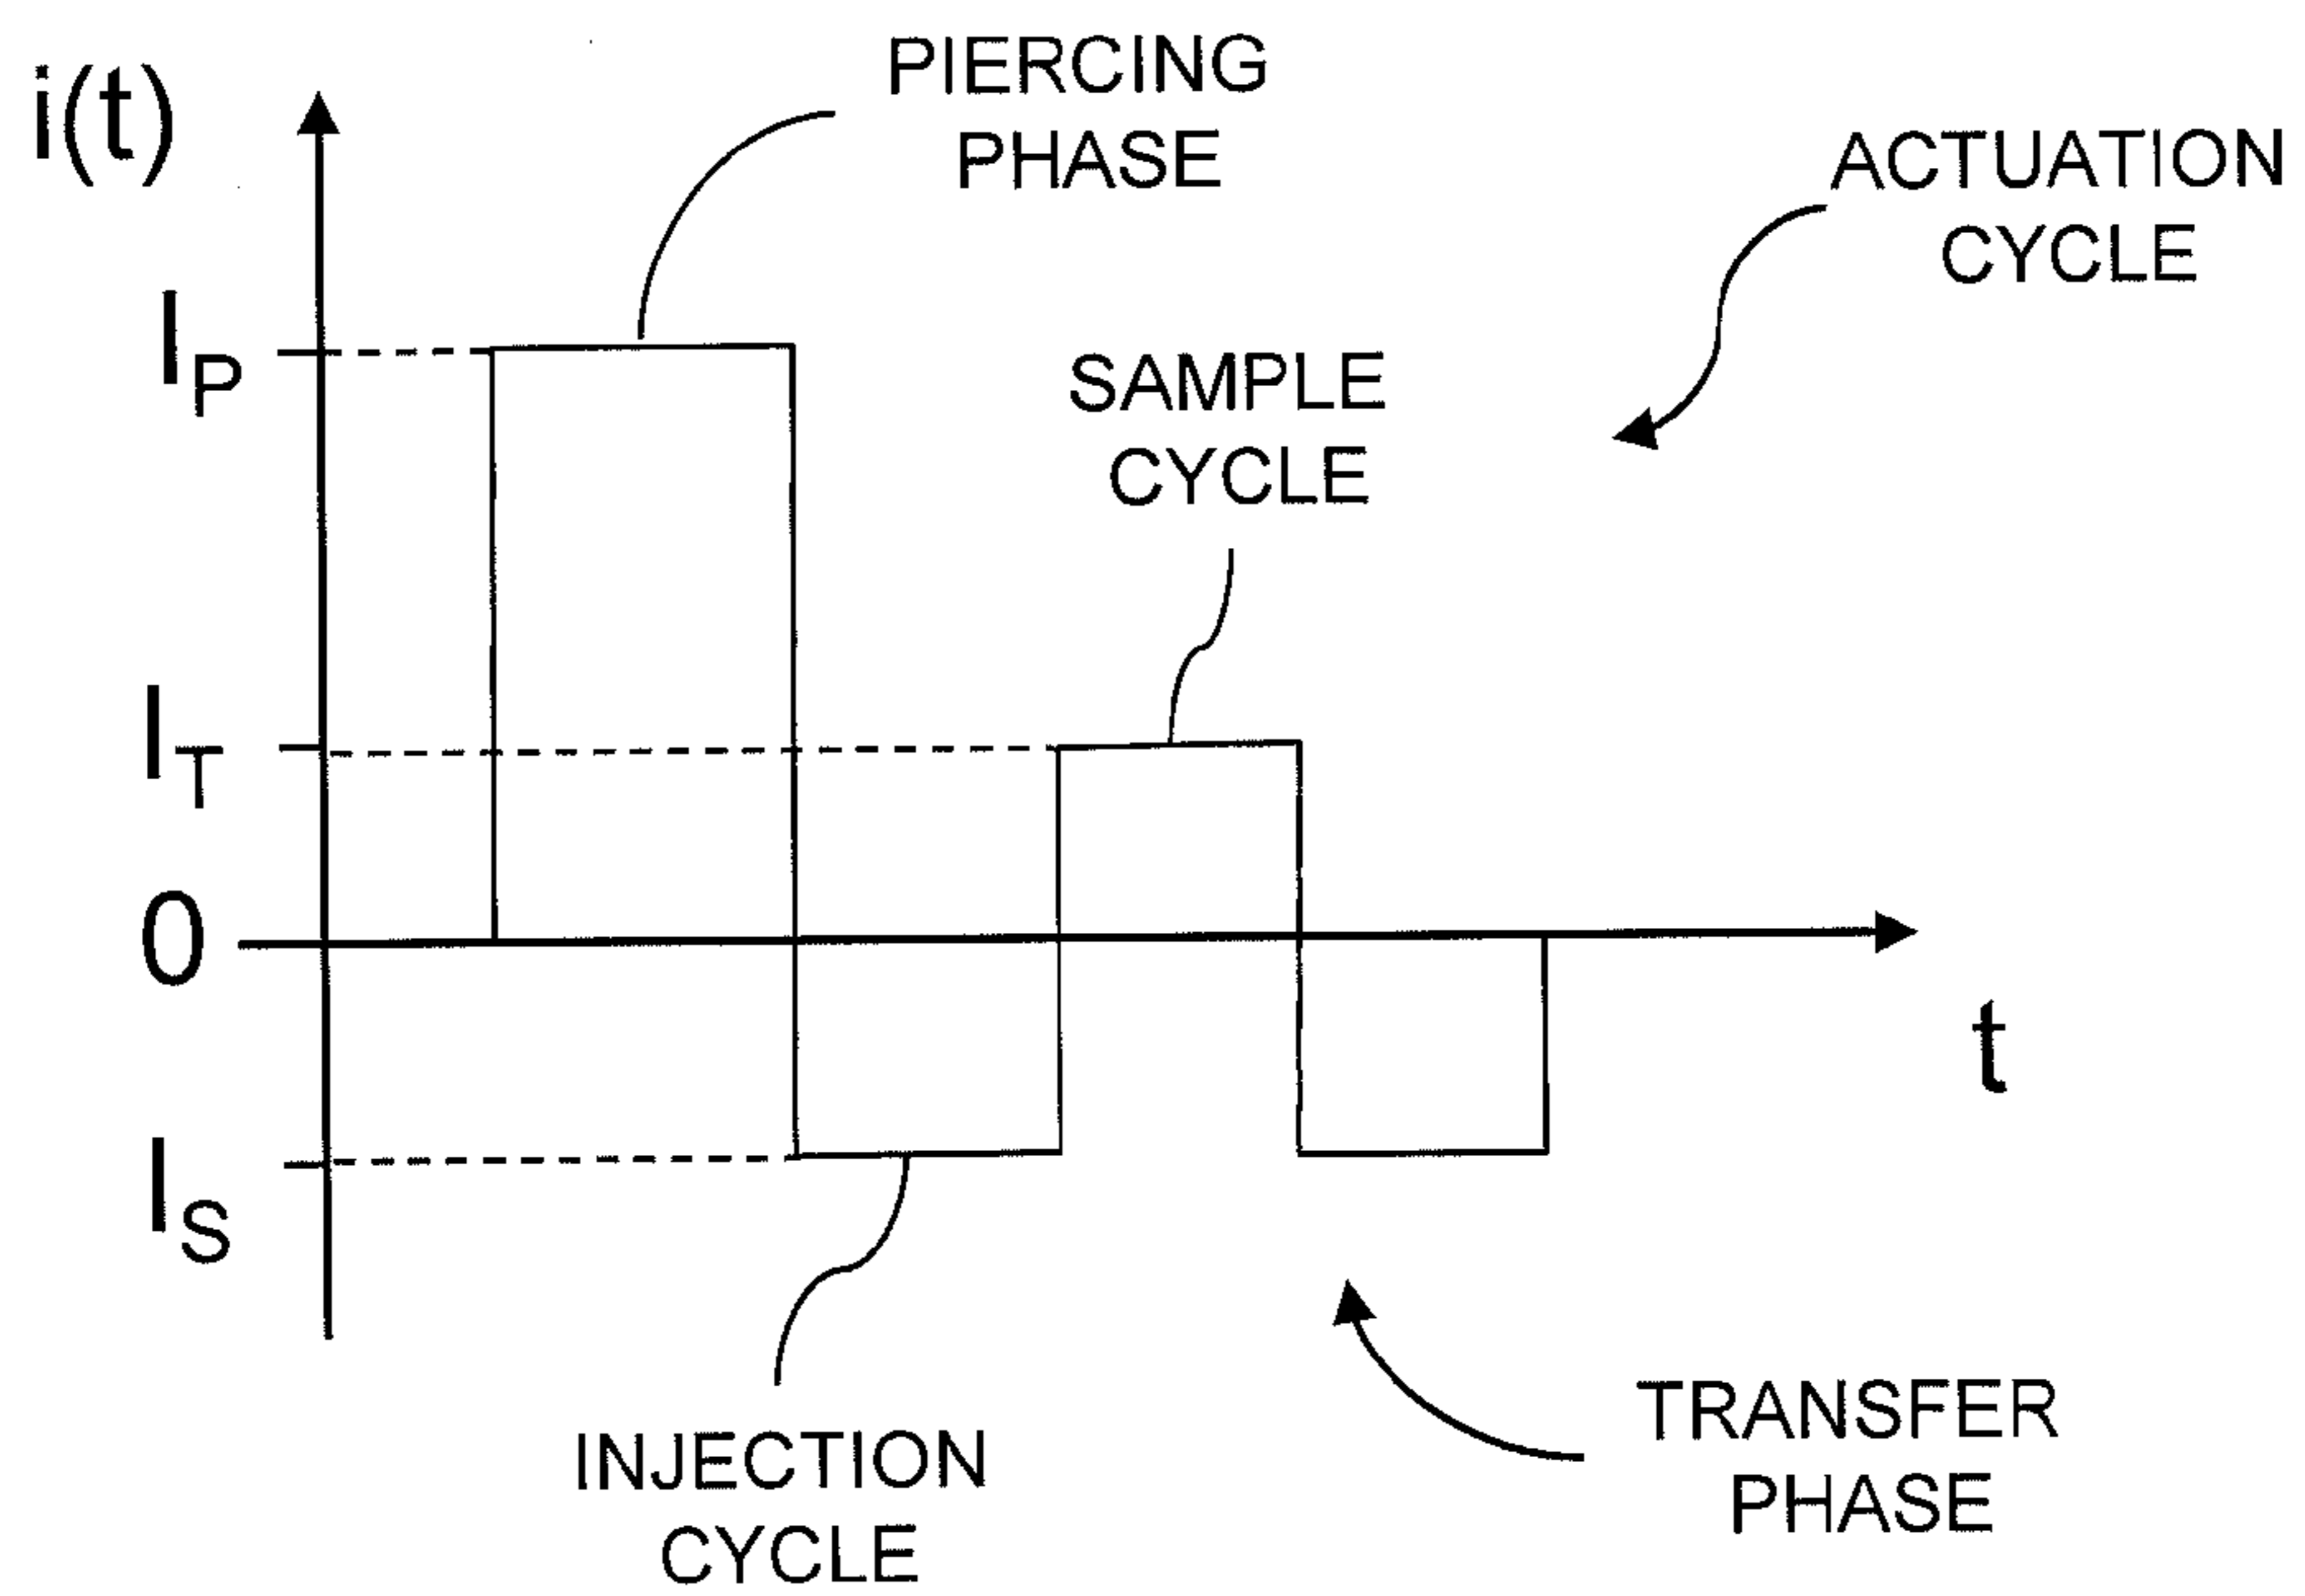 i(t)
PIERCING
PHASE
ACTUATION
CYCLE
I_P
SAMPLE
CYCLE
I_T
0
t
I_S
INJECTION
CYCLE
TRANSFER
PHASE